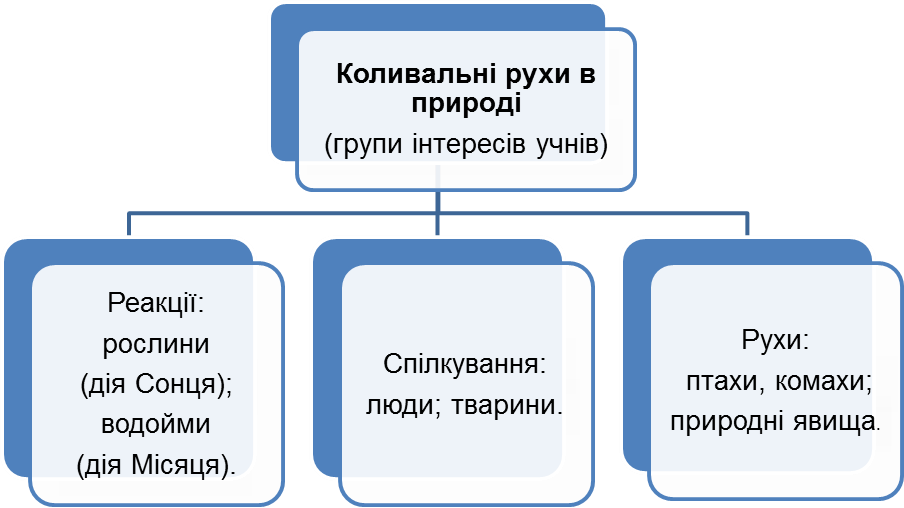 Коливальні рухи в
природі
(групи інтересів учнів)
Реакції:
рослини
(дія Сонця);
водойми
(дія Місяця).
Спілкування:
люди; тварини.
Рухи:
птахи, комахи;
природні явища.